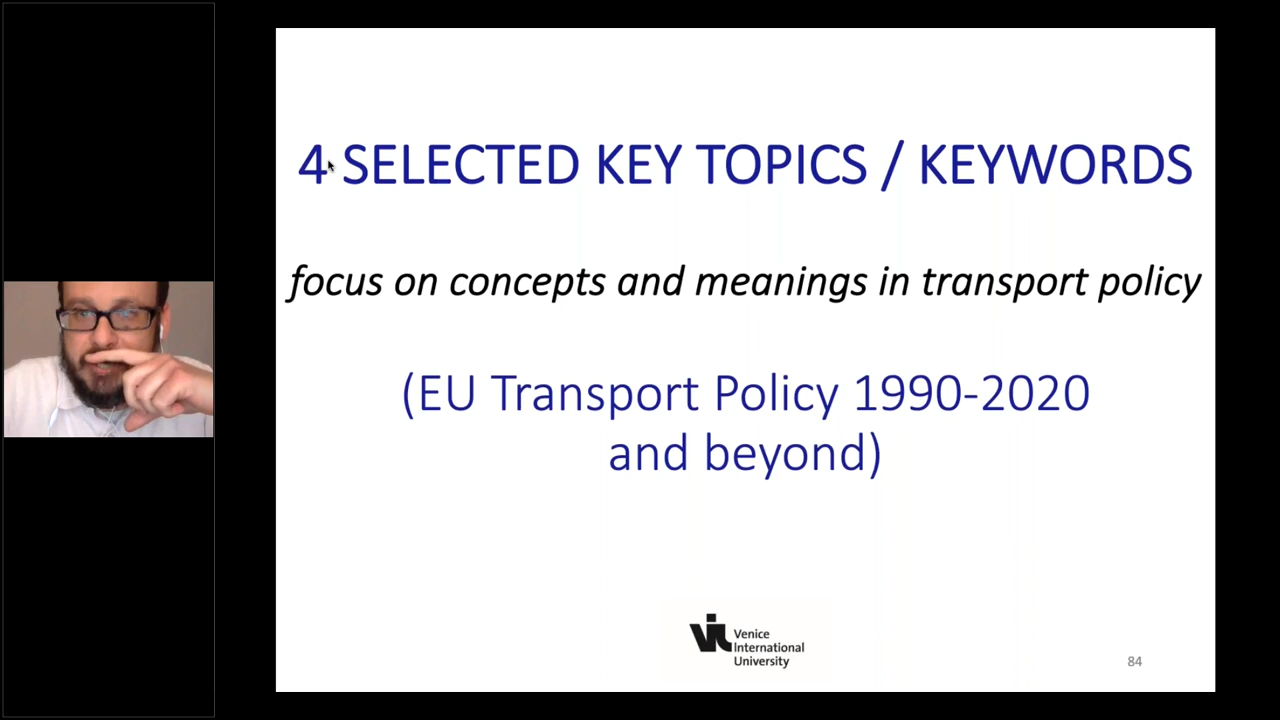 4 SELECTED KEY TOPICS / KEYWORDS
focus on concepts and meanings in transport policy
(EU Transport Policy 1990-2020
and beyond)
Venice
International
University
84